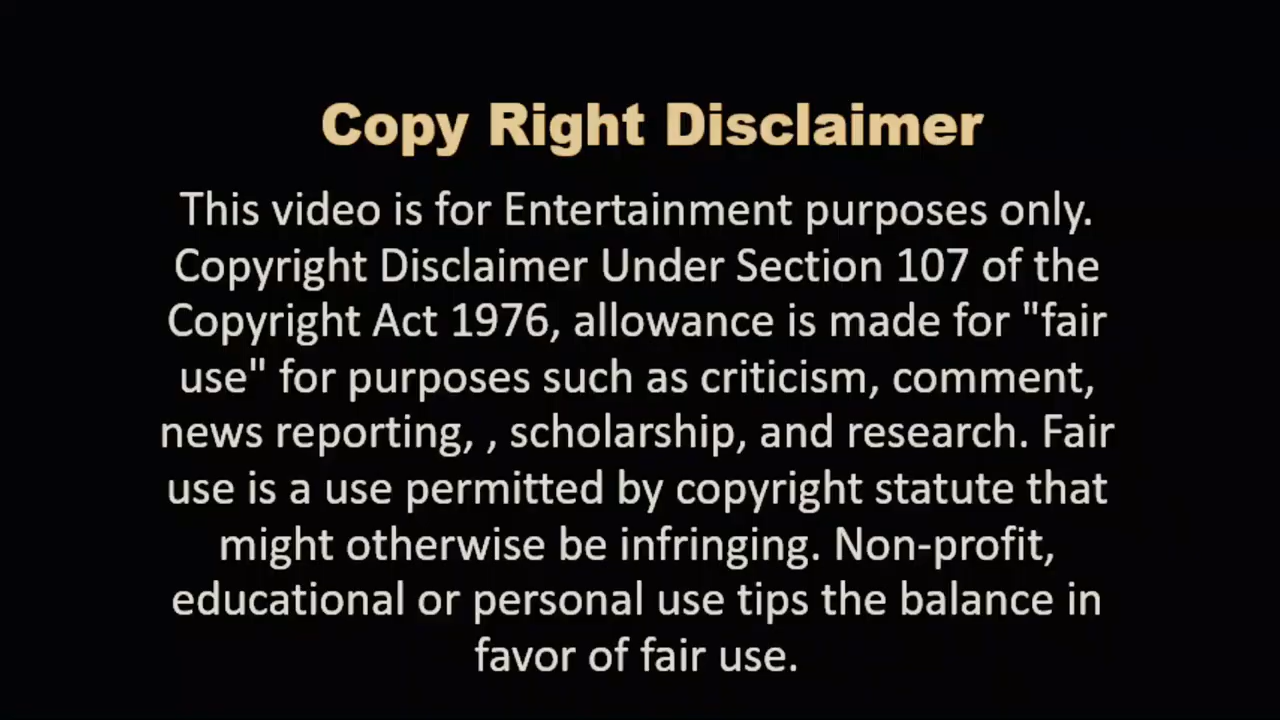 Copy Right Disclaimer
This video is for Entertainment purposes only.
Copyright Disclaimer Under Section 107 of the
Copyright Act 1976, allowance is made for "fair
use" for purposes such as criticism, comment,
news reporting, , scholarship, and research. Fair
use is a use permitted by copyright statute that
might otherwise be infringing. Non-profit,
educational or personal use tips the balance in
favor of fair use.